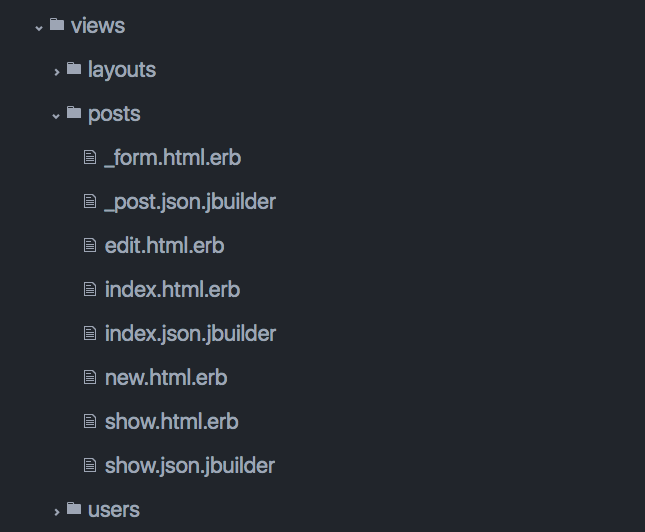 views
layouts
posts
_form.html.erb
_post.json.jbuilder
edit.html.erb
index.html.erb
index.json.jbuilder
new.html.erb
show.html.erb
show.json.jbuilder
users